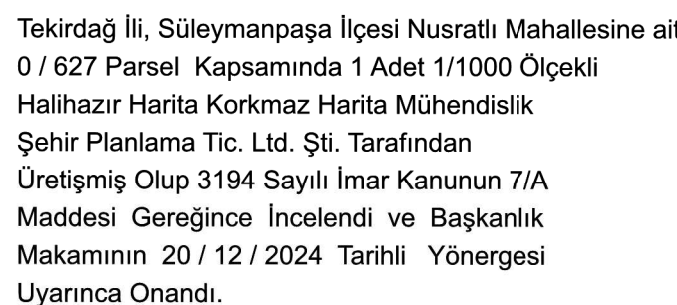 Tekirdağ İli, Süleymanpaşa İlçesi Nusratlı Mahallesine ait
0 / 627 Parsel Kapsamında 1 Adet 1/1000 Ölçekli
Halihazır Harita Korkmaz Harita Mühendislik
Şehir Planlama Tic. Ltd. Şti. Tarafından
Üretişmiş Olup 3194 Sayılı İmar Kanunun 7/A
Maddesi Gereğince İncelendi ve Başkanlık
Makamının 20 / 12 / 2024 Tarihli Yönergesi
Uyarınca Onandı.